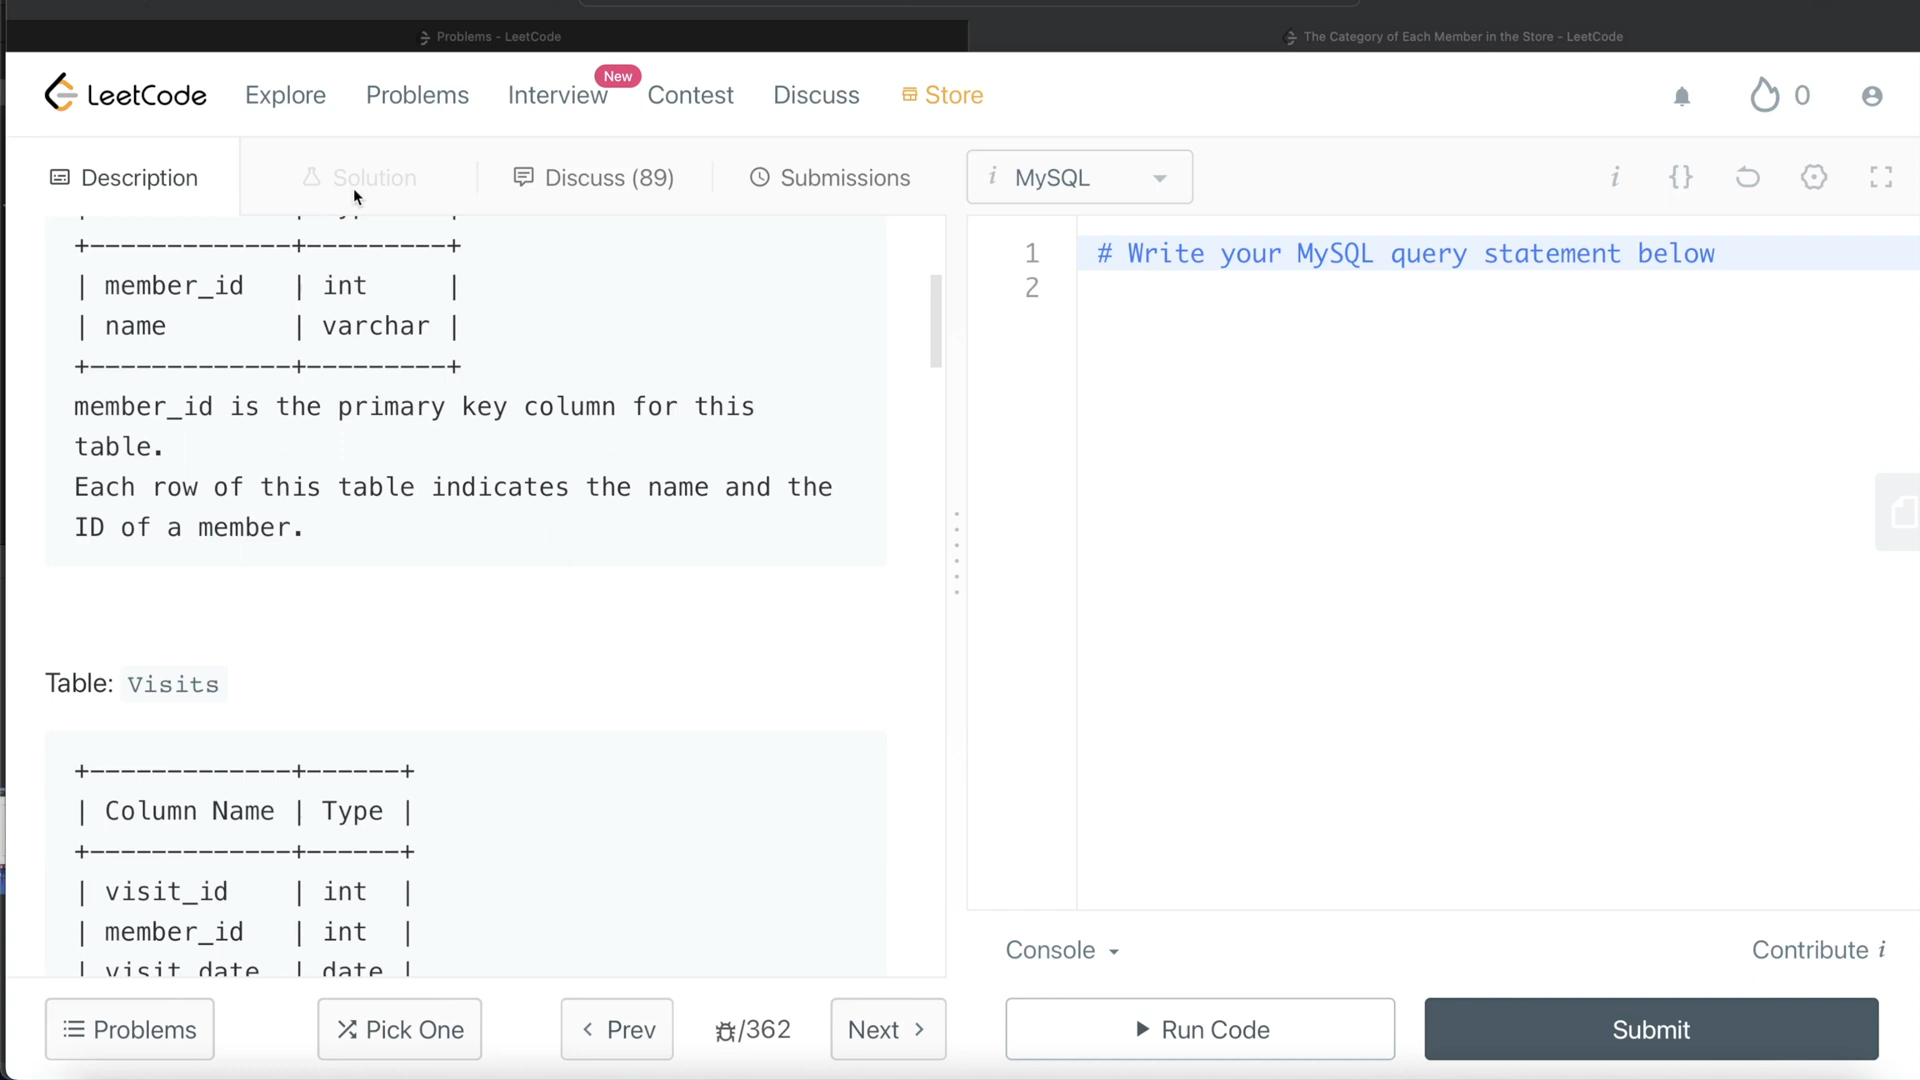 Problems - LeetCode
The Category of Each Member in the Store - LeetCode
LeetCode Explore Problems Interview New Contest Discuss Store 0
Description Solution Discuss (89) Submissions i MySQL i {}
+-------------+---------+
| member_id   | int     |
| name        | varchar |
+-------------+---------+
member_id is the primary key column for this
table.
Each row of this table indicates the name and the
ID of a member.
Table: Visits
+-------------+------+
| Column Name | Type |
+-------------+------+
| visit_id    | int  |
| member_id   | int  |
| visit_date  | date |
1 # Write your MySQL query statement below
2
Console Contribute i
Problems Pick One < Prev /362 Next > Run Code Submit